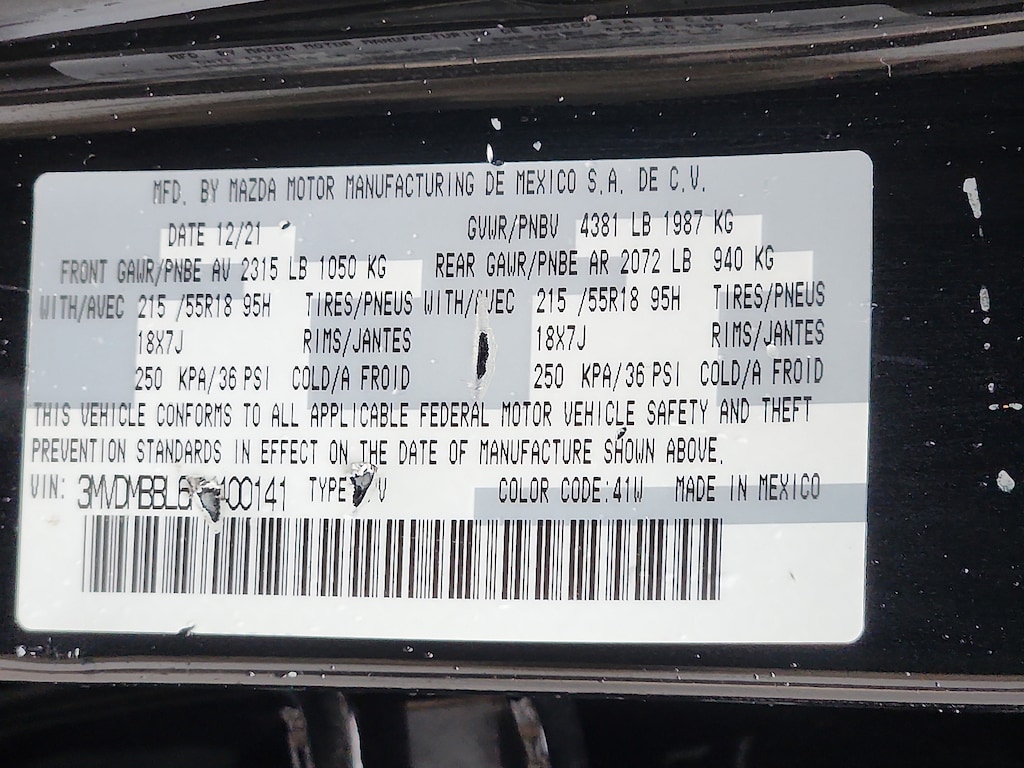 MFD. BY MAZDA MOTOR MANUFACTURING DE MEXICO S.A. DE C.V.
DATE 12/21 GVWR/PNBV 4381 LB 1987 KG
FRONT GAWR/PNBE AV 2315 LB 1050 KG REAR GAWR/PNBE AR 2072 LB 940 KG
WITH/AVEC 215 /55R18 95H TIRES/PNEUS WITH/AVEC 215 /55R18 95H TIRES/PNEUS
18X7J RIMS/JANTES 18X7J RIMS/JANTES
250 KPA/36 PSI COLD/A FROID 250 KPA/36 PSI COLD/A FROID
THIS VEHICLE CONFORMS TO ALL APPLICABLE FEDERAL MOTOR VEHICLE SAFETY AND THEFT
PREVENTION STANDARDS IN EFFECT ON THE DATE OF MANUFACTURE SHOWN ABOVE.
VIN: TYPE COLOR CODE:41W MADE IN MEXICO